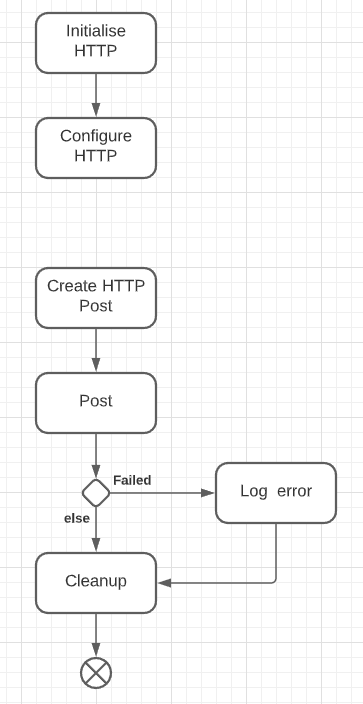 Initialise
HTTP
Configure
HTTP
Create HTTP
Post
Post
Failed
Log error
else
Cleanup